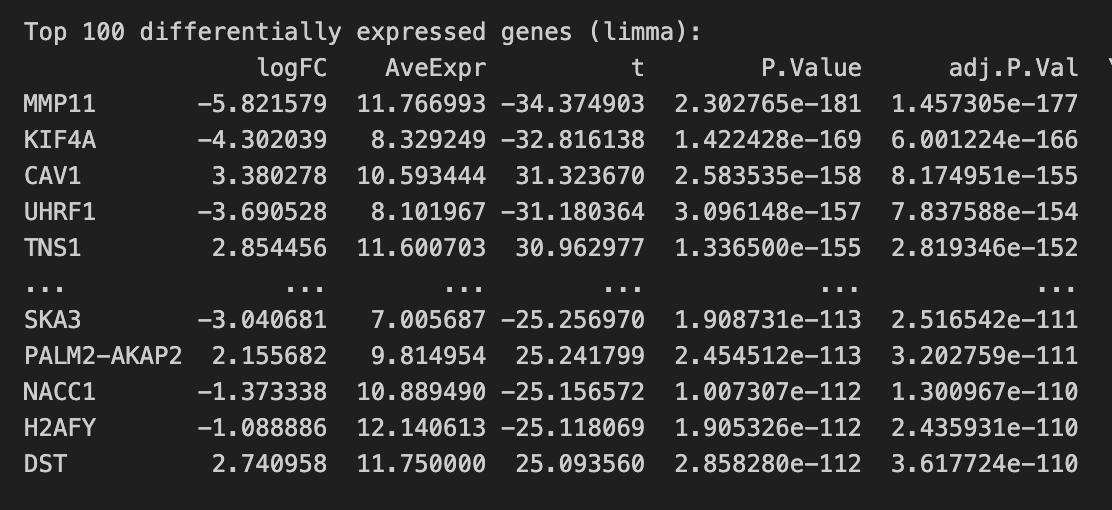 Top 100 differentially expressed genes (limma):
logFC AveExpr t P.Value adj.P.Val
MMP11 -5.821579 11.766993 -34.374903 2.302765e-181 1.457305e-177
KIF4A -4.302039 8.329249 -32.816138 1.422428e-169 6.001224e-166
CAV1 3.380278 10.593444 31.323670 2.583535e-158 8.174951e-155
UHRF1 -3.690528 8.101967 -31.180364 3.096148e-157 7.837588e-154
TNS1 2.854456 11.600703 30.962977 1.336500e-155 2.819346e-152
... ... ... ... ... ...
SKA3 -3.040681 7.005687 -25.256970 1.908731e-113 2.516542e-111
PALM2-AKAP2 2.155682 9.814954 25.241799 2.454512e-113 3.202759e-111
NACC1 -1.373338 10.889490 -25.156572 1.007307e-112 1.300967e-110
H2AFY -1.088886 12.140613 -25.118069 1.905326e-112 2.435931e-110
DST 2.740958 11.750000 25.093560 2.858280e-112 3.617724e-110